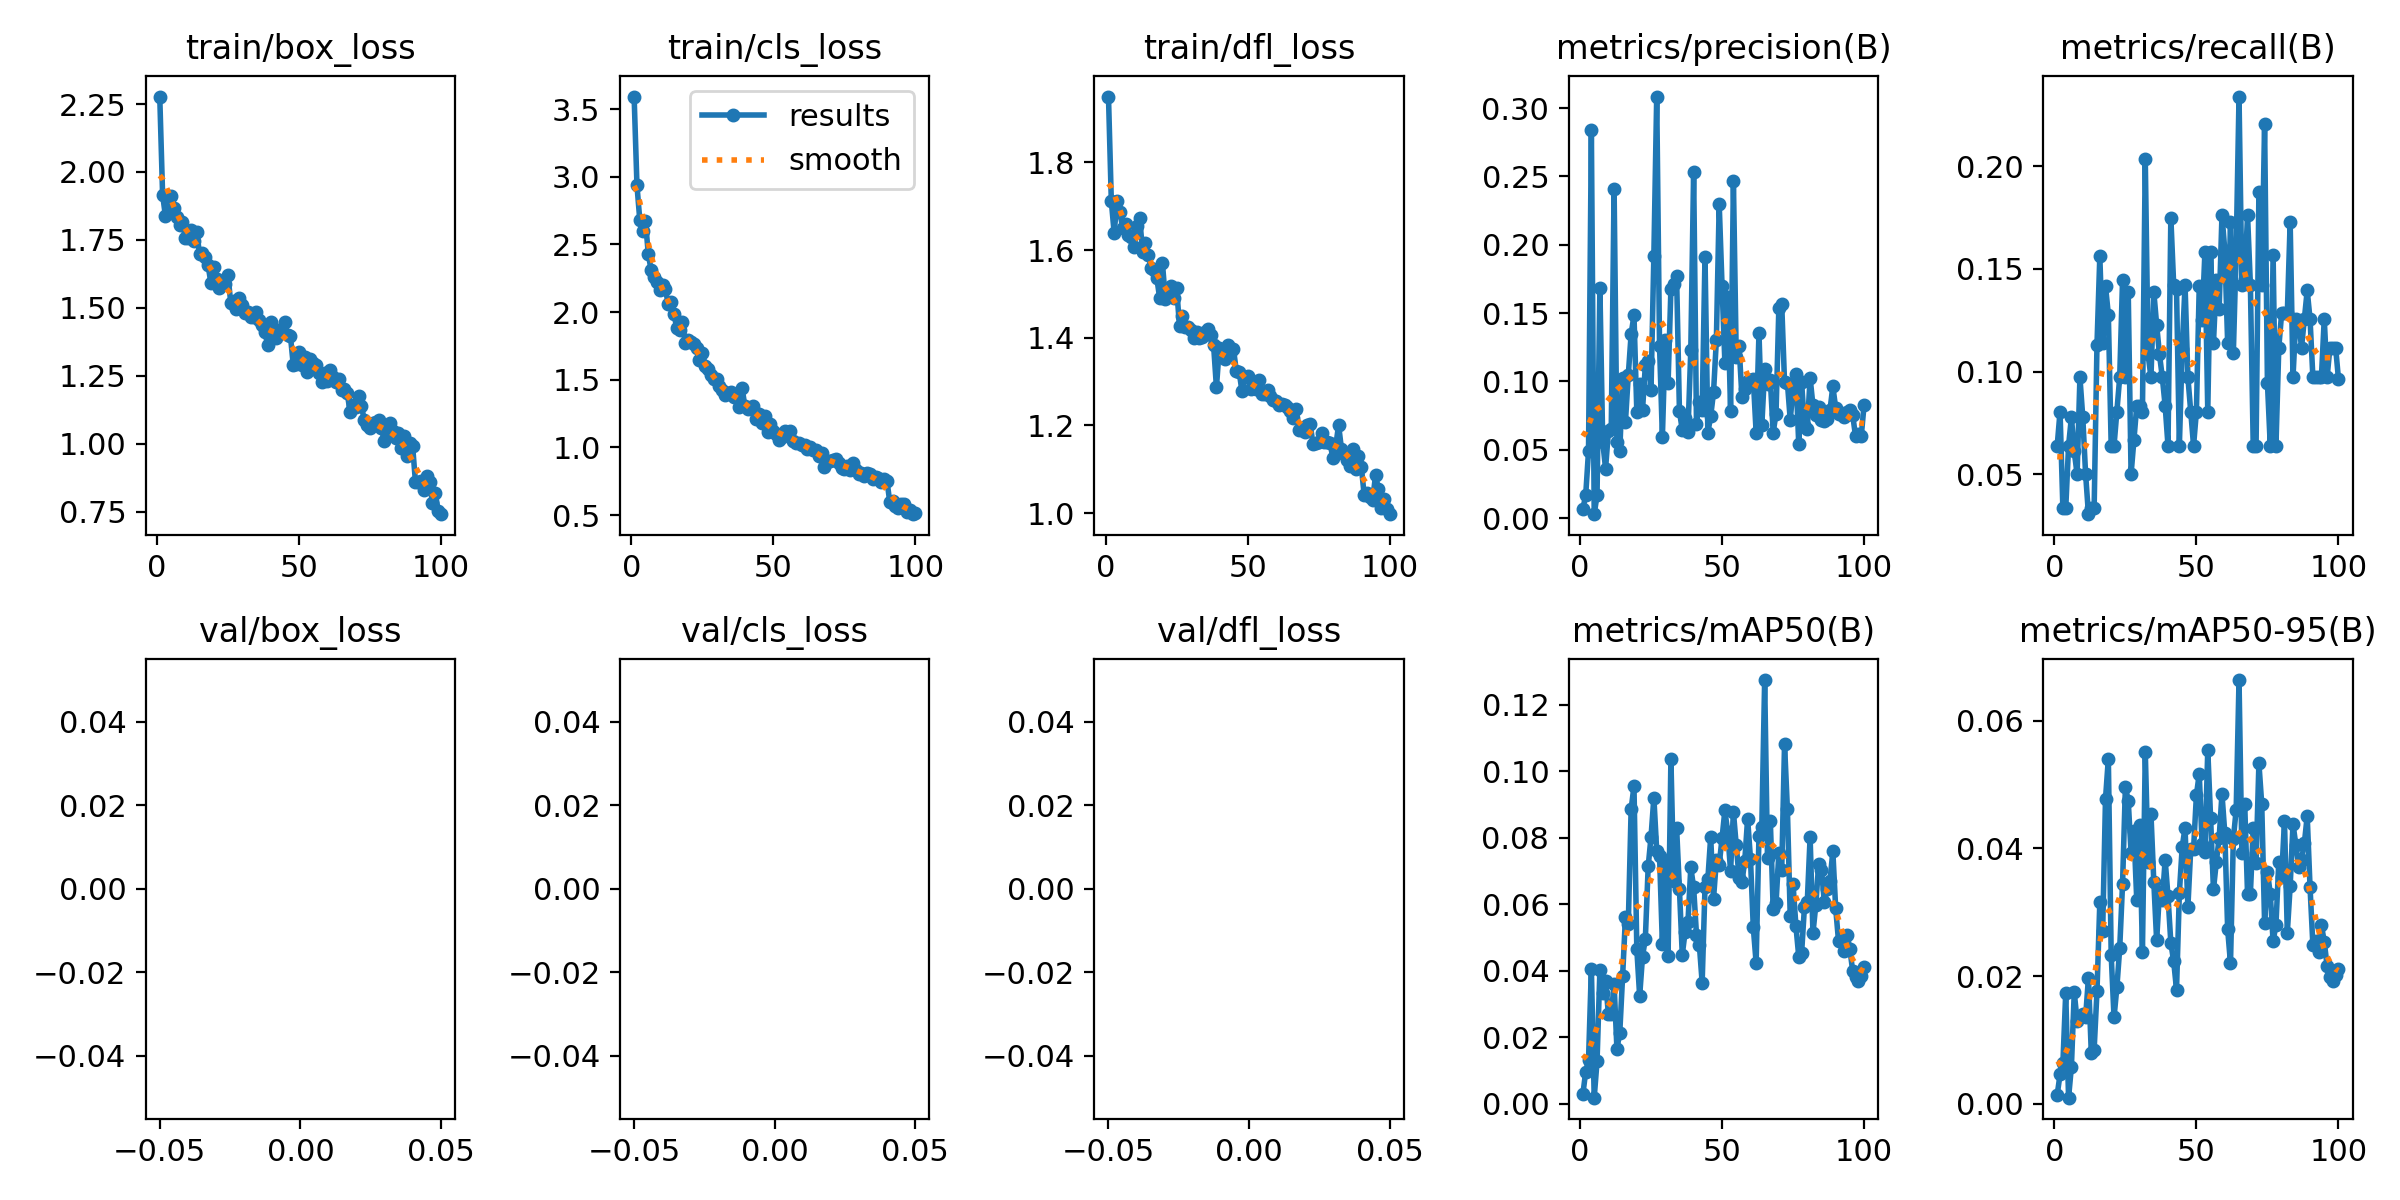 train/box_loss
2.25
2.00
1.75
1.50
1.25
1.00
0.75
0 50 100
train/cls_loss
results
smooth
3.5
3.0
2.5
2.0
1.5
1.0
0.5
0 50 100
train/dfl_loss
1.8
1.6
1.4
1.2
1.0
0 50 100
metrics/precision(B)
0.30
0.25
0.20
0.15
0.10
0.05
0.00
0 50 100
metrics/recall(B)
0.20
0.15
0.10
0.05
0 50 100
val/box_loss
0.04
0.02
0.00
−0.02
−0.04
−0.05 0.00 0.05
val/cls_loss
0.04
0.02
0.00
−0.02
−0.04
−0.05 0.00 0.05
val/dfl_loss
0.04
0.02
0.00
−0.02
−0.04
−0.05 0.00 0.05
metrics/mAP50(B)
0.12
0.10
0.08
0.06
0.04
0.02
0.00
0 50 100
metrics/mAP50-95(B)
0.06
0.04
0.02
0.00
0 50 100